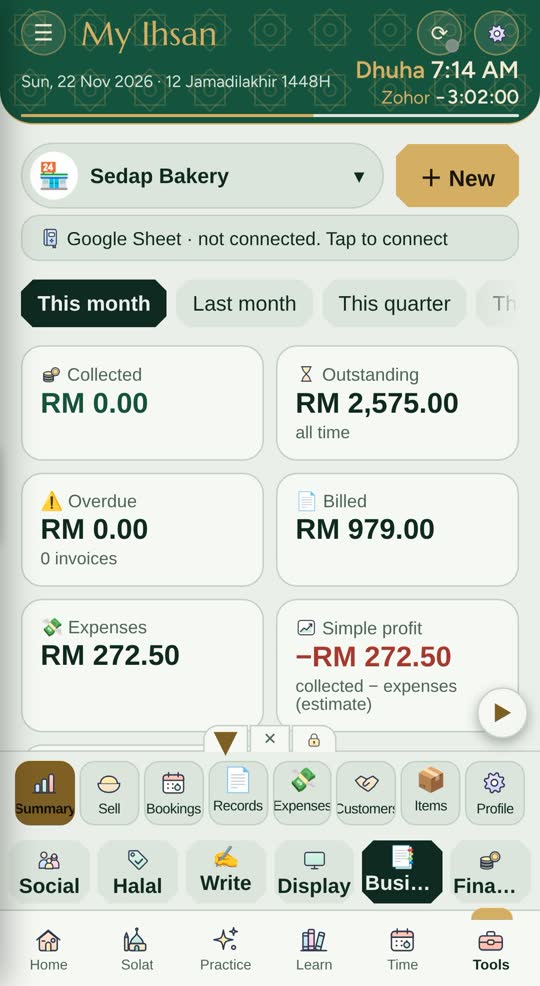 My Ihsan
Sun, 22 Nov 2026 · 12 Jamadilakhir 1448H
Dhuha 7:14 AM
Zohor −3:02:00
Sedap Bakery
+ New
Google Sheet · not connected. Tap to connect
This month
Last month
This quarter
Th
Collected
RM 0.00
Outstanding
RM 2,575.00
all time
Overdue
RM 0.00
0 invoices
Billed
RM 979.00
Expenses
RM 272.50
Simple profit
−RM 272.50
collected − expenses
(estimate)
Summary
Sell
Bookings
Records
Expenses
Customers
Items
Profile
Social
Halal
Write
Display
Busi...
Fina...
Home
Solat
Practice
Learn
Time
Tools